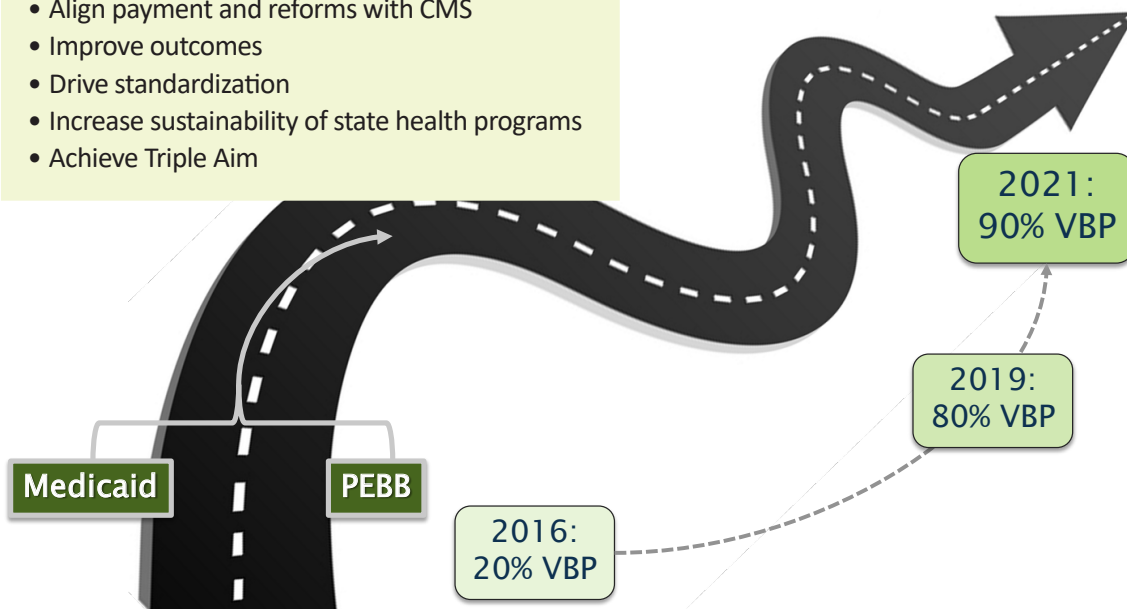 • Align payment and reforms with CMS
• Improve outcomes
• Drive standardization
• Increase sustainability of state health programs
• Achieve Triple Aim
2021:
90% VBP
2019:
80% VBP
Medicaid
PEBB
2016:
20% VBP